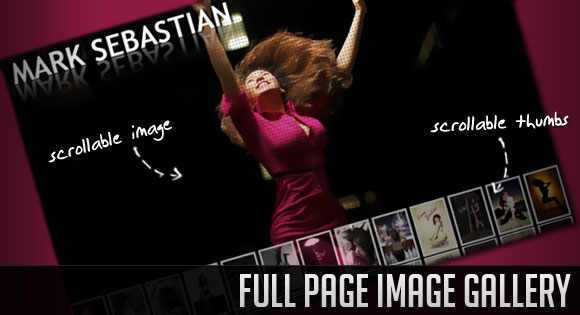 MARK SEBASTIAN
scrollable image
scrollable thumbs
FULL PAGE IMAGE GALLERY